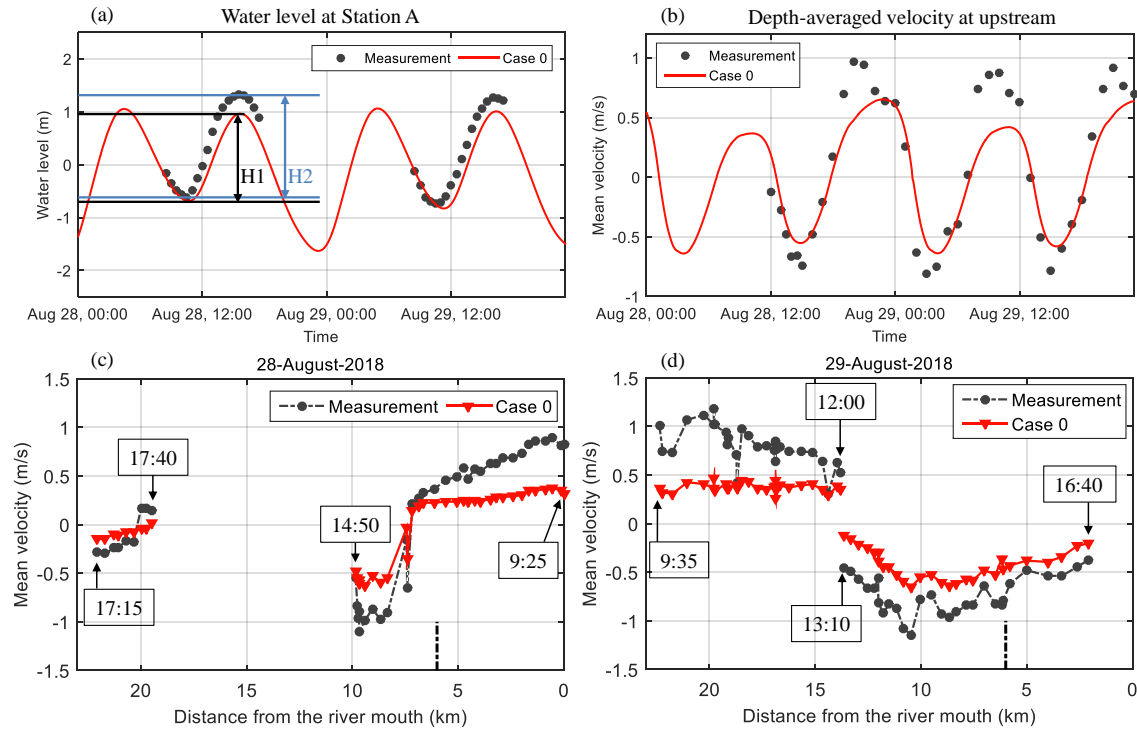 (a)
Water level at Station A
Measurement
Case 0
2
1
0
-1
-2
Water level (m)
H1
H2
Aug 28, 00:00
Aug 28, 12:00
Aug 29, 00:00
Aug 29, 12:00
Time
(b)
Depth-averaged velocity at upstream
Measurement
Case 0
1
0.5
0
-0.5
-1
Mean velocity (m/s)
Aug 28, 00:00
Aug 28, 12:00
Aug 29, 00:00
Aug 29, 12:00
Time
(c)
28-August-2018
Measurement
Case 0
1.5
1
0.5
0
-0.5
-1
-1.5
Mean velocity (m/s)
17:40
17:15
14:50
9:25
20
15
10
5
0
Distance from the river mouth (km)
(d)
29-August-2018
Measurement
Case 0
1.5
1
0.5
0
-0.5
-1
-1.5
Mean velocity (m/s)
12:00
9:35
13:10
16:40
20
15
10
5
0
Distance from the river mouth (km)